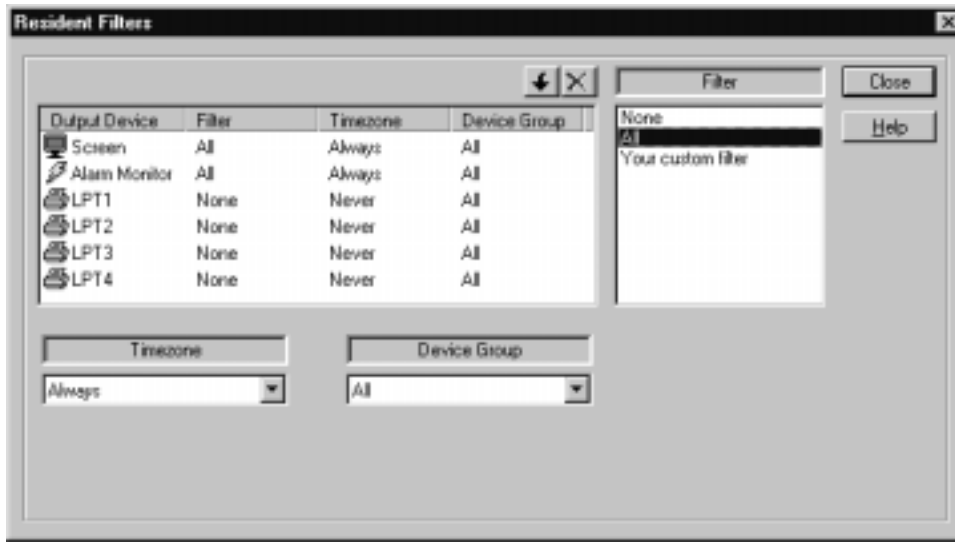 Resident Filters
Filter
Close
Output Device Filter Timezone Device Group
None
Help
Screen All Always All
All
Alarm Monitor All Always All
Your custom filter
LPT1 None Never All
LPT2 None Never All
LPT3 None Never All
LPT4 None Never All
Timezone Device Group
Always All